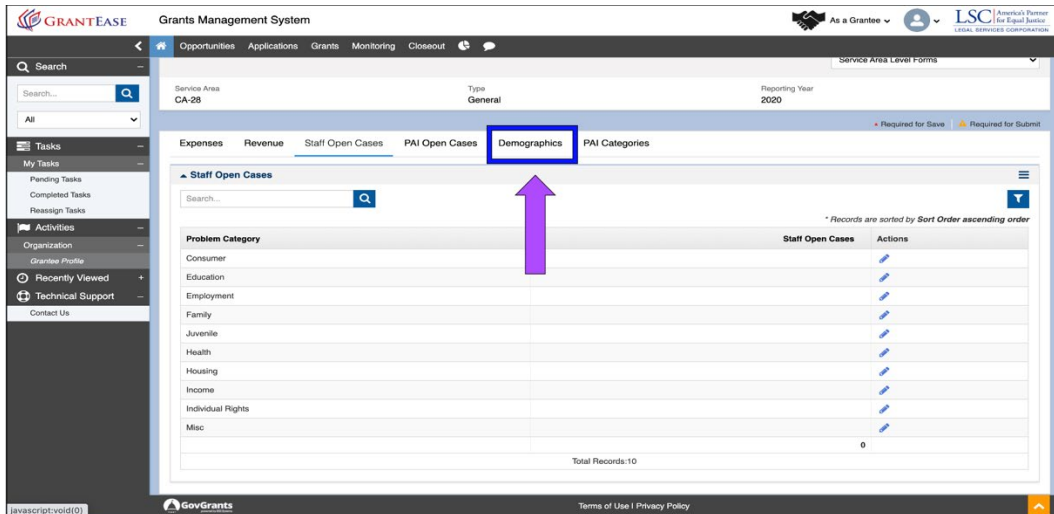 GRANTEASE
Grants Management System
As a Grantee
LSC America's Partner for Equal Justice
LEGAL SERVICES CORPORATION
Opportunities Applications Grants Monitoring Closeout
Search
Search...
All
Tasks
My Tasks
Pending Tasks
Completed Tasks
Reassign Tasks
Activities
Organization
Grantee Profile
Recently Viewed
Technical Support
Contact Us
Service Area Level Forms
Service Area Type Reporting Year
CA-28 General 2020
• Required for Save Required for Submit
Expenses Revenue Staff Open Cases PAI Open Cases Demographics PAI Categories
Staff Open Cases
Search...
* Records are sorted by Sort Order ascending order
Problem Category Staff Open Cases Actions
Consumer
Education
Employment
Family
Juvenile
Health
Housing
Income
Individual Rights
Misc
0
Total Records:10
javascript:void(0)
GovGrants
Terms of Use | Privacy Policy